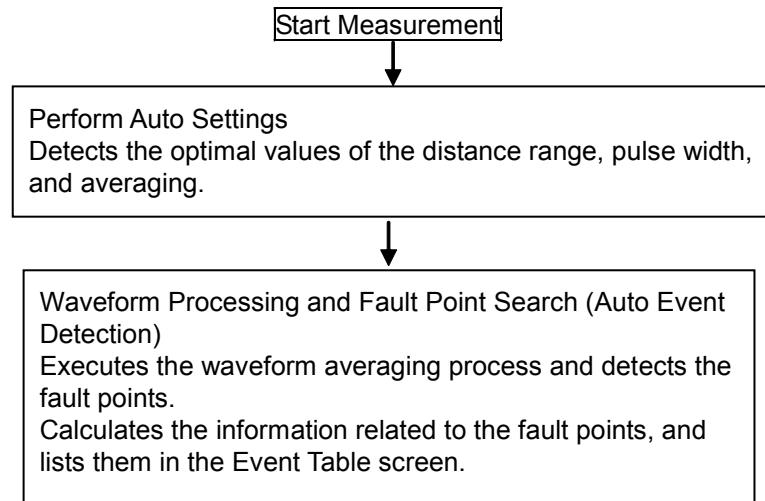 Start Measurement
Perform Auto Settings
Detects the optimal values of the distance range, pulse width,
and averaging.
Waveform Processing and Fault Point Search (Auto Event
Detection)
Executes the waveform averaging process and detects the
fault points.
Calculates the information related to the fault points, and
lists them in the Event Table screen.